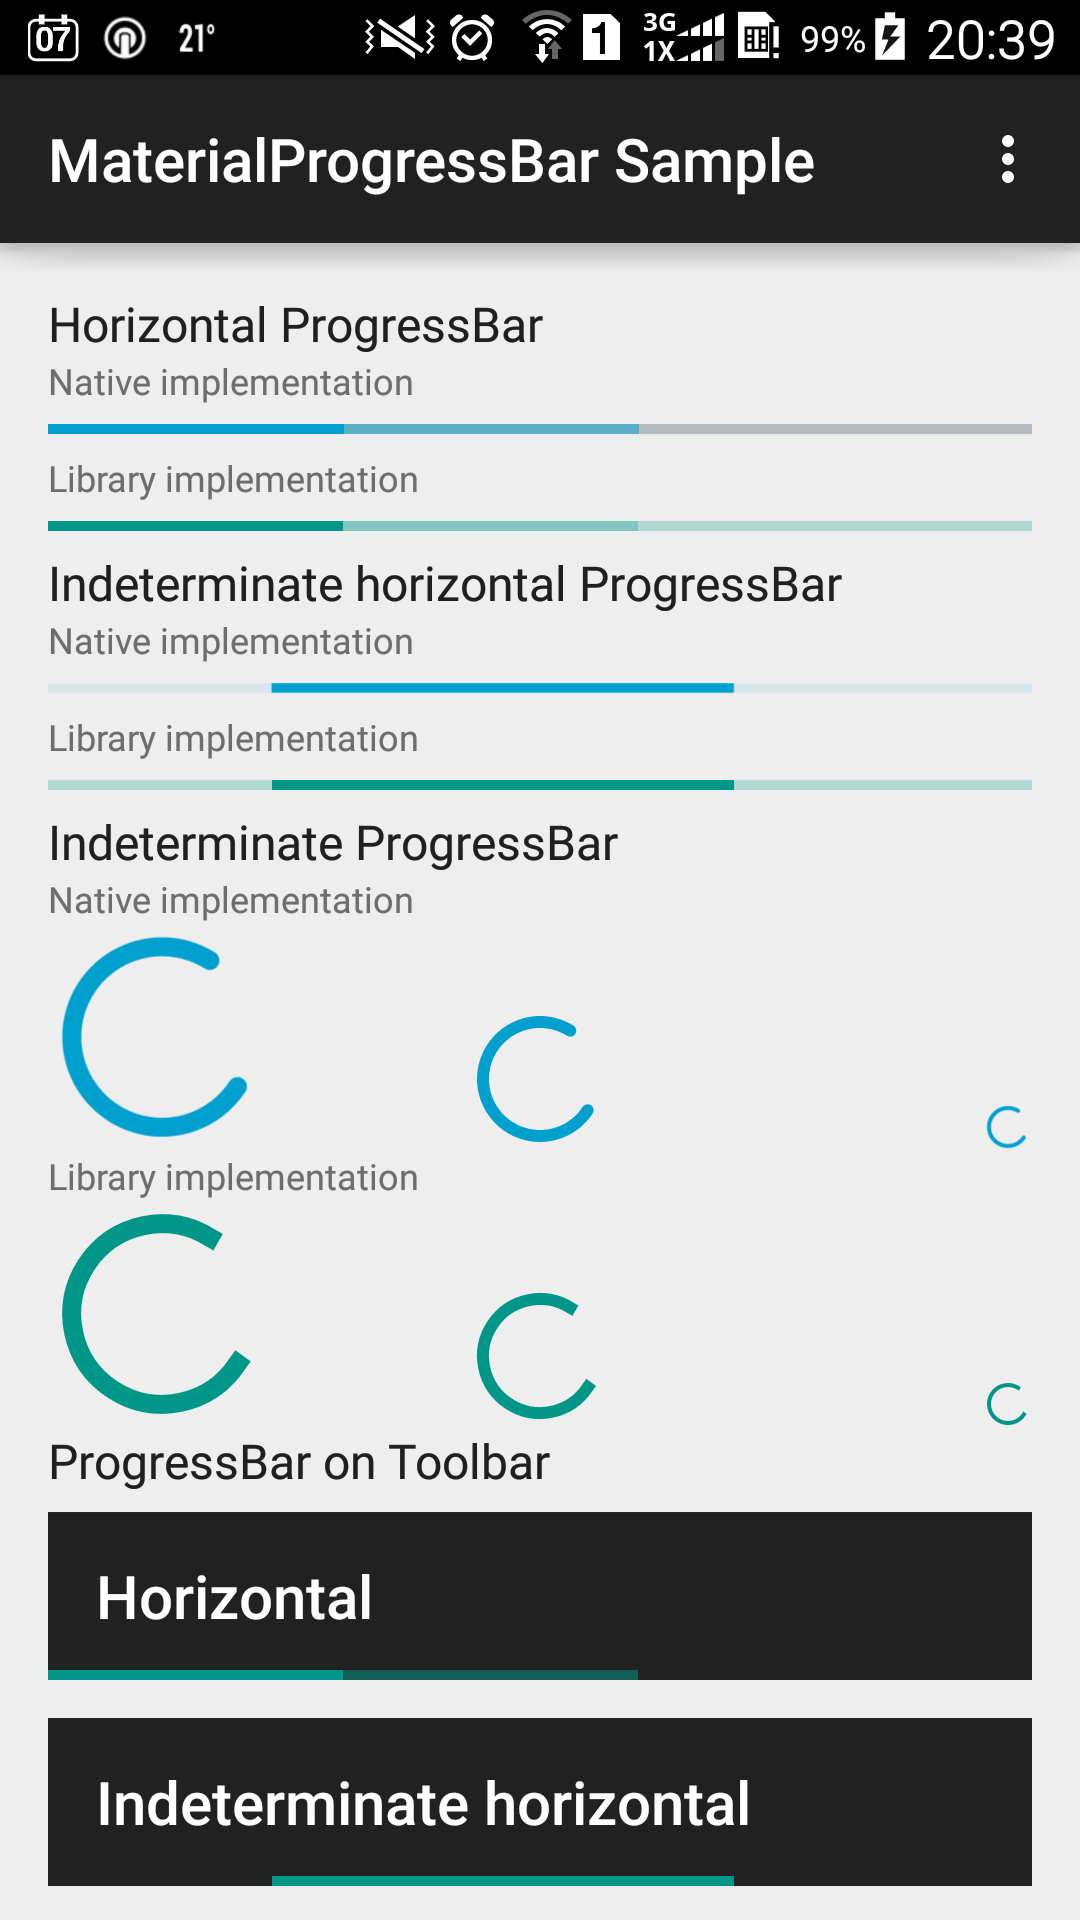 07 21° 1 3G 1X 99% 20:39
MaterialProgressBar Sample
Horizontal ProgressBar
Native implementation
Library implementation
Indeterminate horizontal ProgressBar
Native implementation
Library implementation
Indeterminate ProgressBar
Native implementation
Library implementation
ProgressBar on Toolbar
Horizontal
Indeterminate horizontal